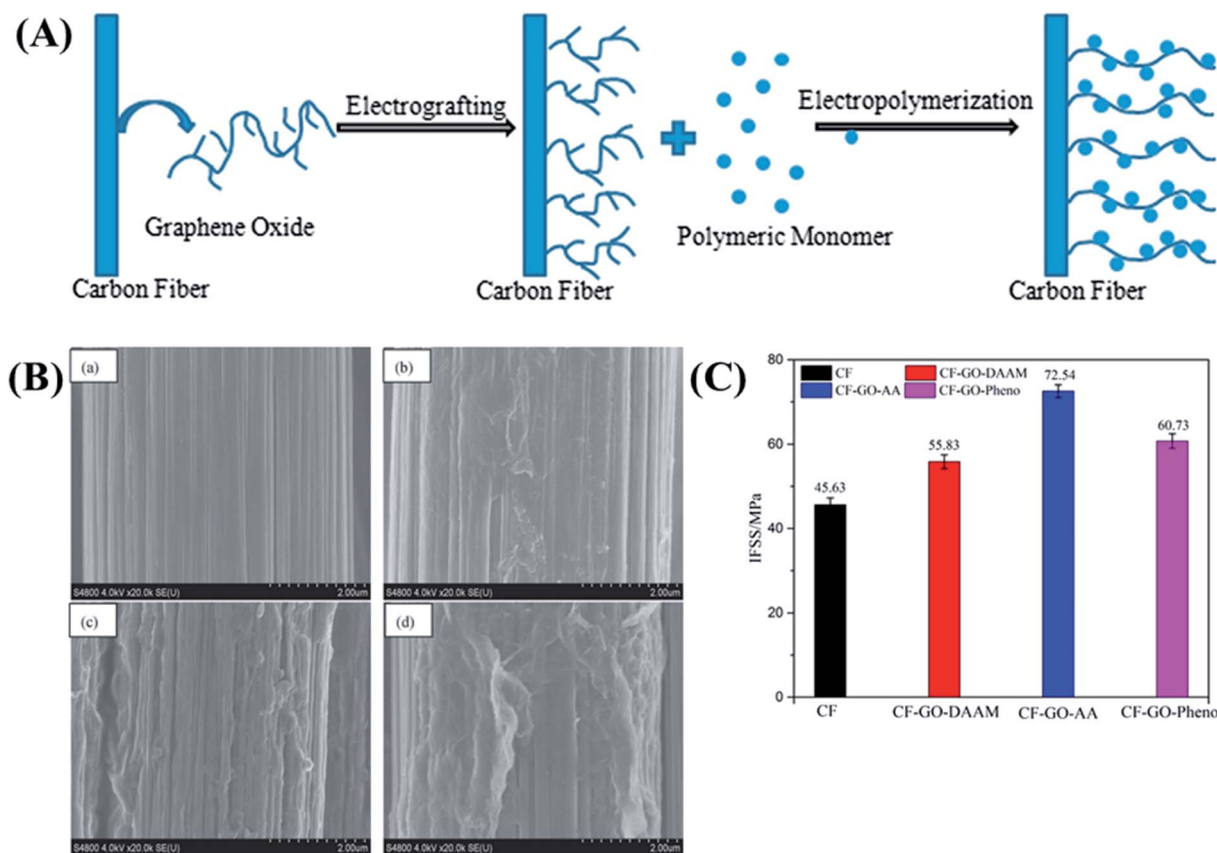 (A)
Electrografting
Electropolymerization
Graphene Oxide
Polymeric Monomer
Carbon Fiber
Carbon Fiber
Carbon Fiber
(B)
(a)
S4800 4.0kV x20.0k SE(U) 2.00um
(b)
S4800 4.0kV x20.0k SE(U) 2.00um
(c)
S4800 4.0kV x20.0k SE(U) 2.00um
(d)
S4800 4.0kV x20.0k SE(U) 2.00um
(C)
CF CF-GO-DAAM
CF-GO-AA CF-GO-Pheno
80
60
40
20
0
IFSS/MPa
45.63
55.83
72.54
60.73
CF CF-GO-DAAM CF-GO-AA CF-GO-Pheno